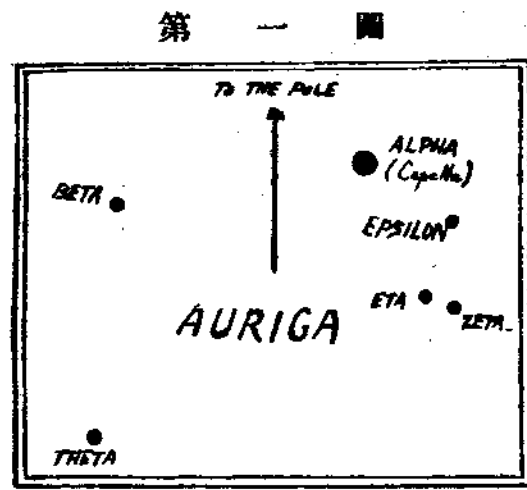 第一圖
TO THE POLE
ALPHA
(Capella)
BETA
EPSILON
ETA
ZETA
AURIGA
THETA